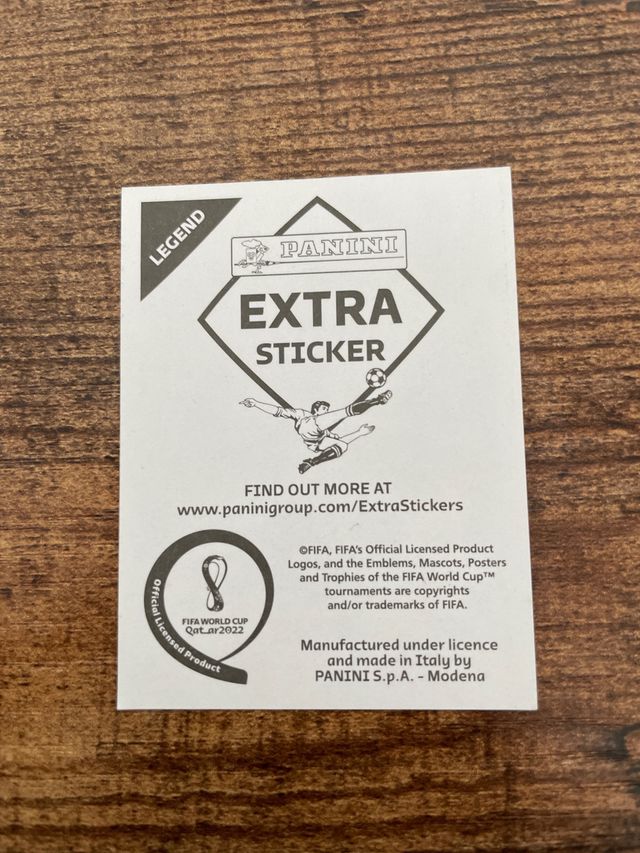 LEGEND
PANINI
EXTRA
STICKER
FIND OUT MORE AT
www.paninigroup.com/ExtraStickers
Official Licensed Product
FIFA WORLD CUP
Qat_ar2022
©FIFA, FIFA's Official Licensed Product
Logos, and the Emblems, Mascots, Posters
and Trophies of the FIFA World Cup™
tournaments are copyrights
and/or trademarks of FIFA.
Manufactured under licence
and made in Italy by
PANINI S.p.A. - Modena